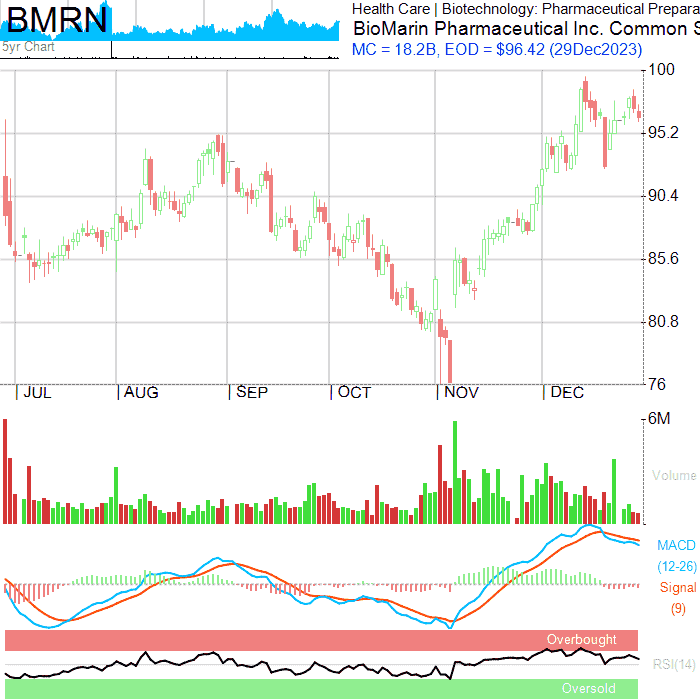 BMRN
5yr Chart
Health Care | Biotechnology: Pharmaceutical Prepara
BioMarin Pharmaceutical Inc. Common S
MC = 18.2B, EOD = $96.42 (29Dec2023)
100
95.2
90.4
85.6
80.8
76
JUL AUG SEP OCT NOV DEC
6M
Volume
MACD
(12-26)
Signal
(9)
Overbought
RSI(14)
Oversold